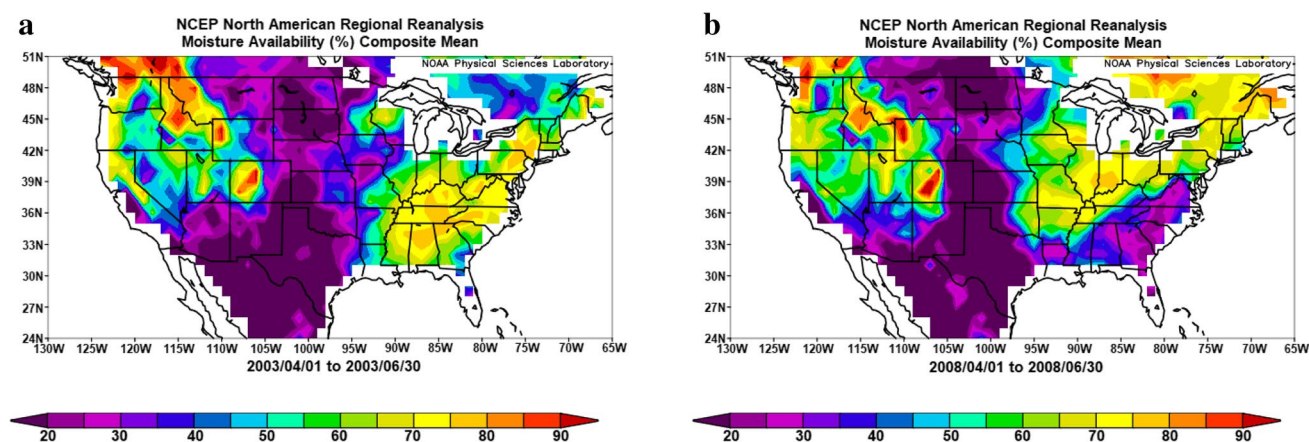 a
NCEP North American Regional Reanalysis
Moisture Availability (%) Composite Mean
NOAA Physical Sciences Laboratory
51N
48N
45N
42N
39N
36N
33N
30N
27N
24N
130W 125W 120W 115W 110W 105W 100W 95W 90W 85W 80W 75W 70W 65W
2003/04/01 to 2003/06/30
20 30 40 50 60 70 80 90
b
NCEP North American Regional Reanalysis
Moisture Availability (%) Composite Mean
NOAA Physical Sciences Laboratory
51N
48N
45N
42N
39N
36N
33N
30N
27N
24N
130W 125W 120W 115W 110W 105W 100W 95W 90W 85W 80W 75W 70W 65W
2008/04/01 to 2008/06/30
20 30 40 50 60 70 80 90